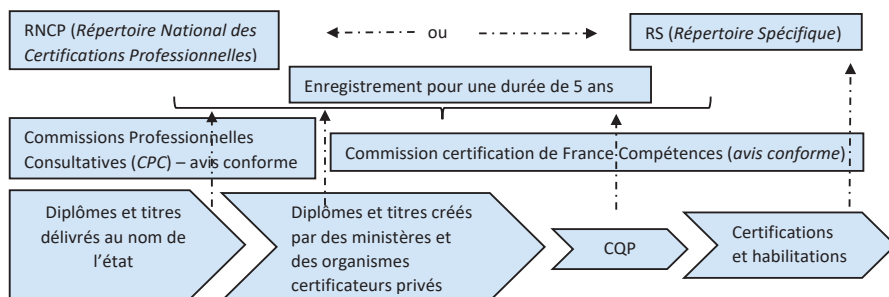 RNCP (Répertoire National des
Certifications Professionnelles)
ou
RS (Répertoire Spécifique)
Enregistrement pour une durée de 5 ans
Commissions Professionnelles
Consultatives (CPC) – avis conforme
Commission certification de France Compétences (avis conforme)
Diplômes et titres
délivrés au nom de
l’état
Diplômes et titres créés
par des ministères et
des organismes
certificateurs privés
CQP
Certifications
et habilitations